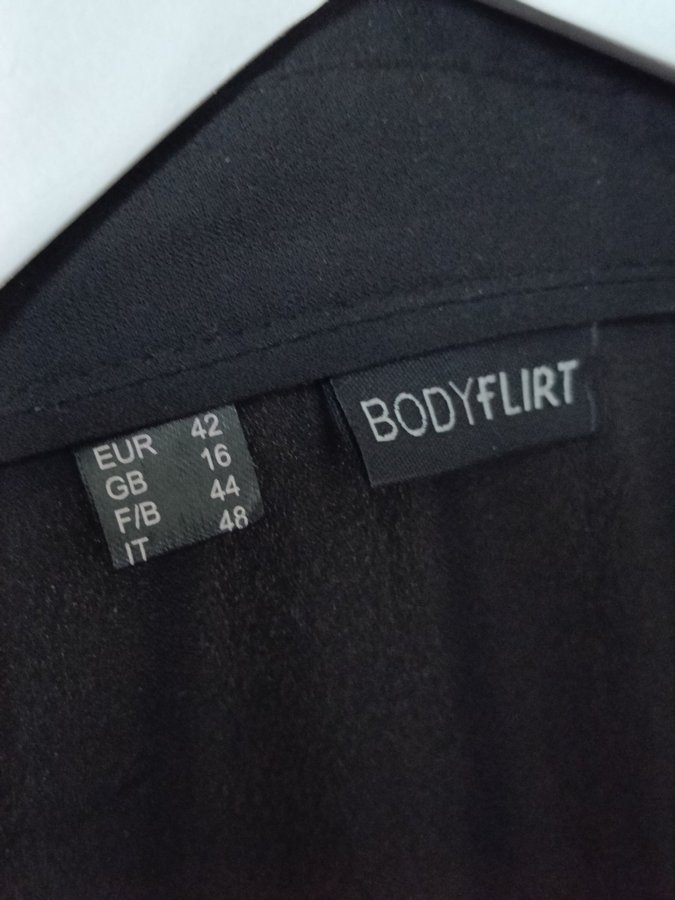 EUR 42
GB 16
F/B 44
IT 48
BODYFLIRT